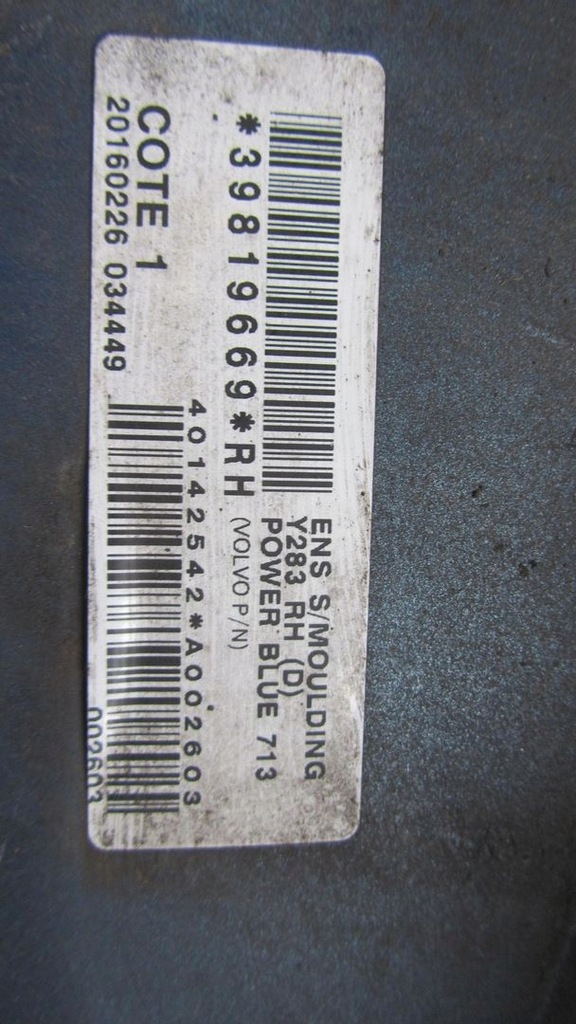 *39819669*RH
ENS S/MOULDING
Y283 RH (D)
POWER BLUE 713
(VOLVO P/N)
COTE 1
20160226 034449
40142542*A002603
002603